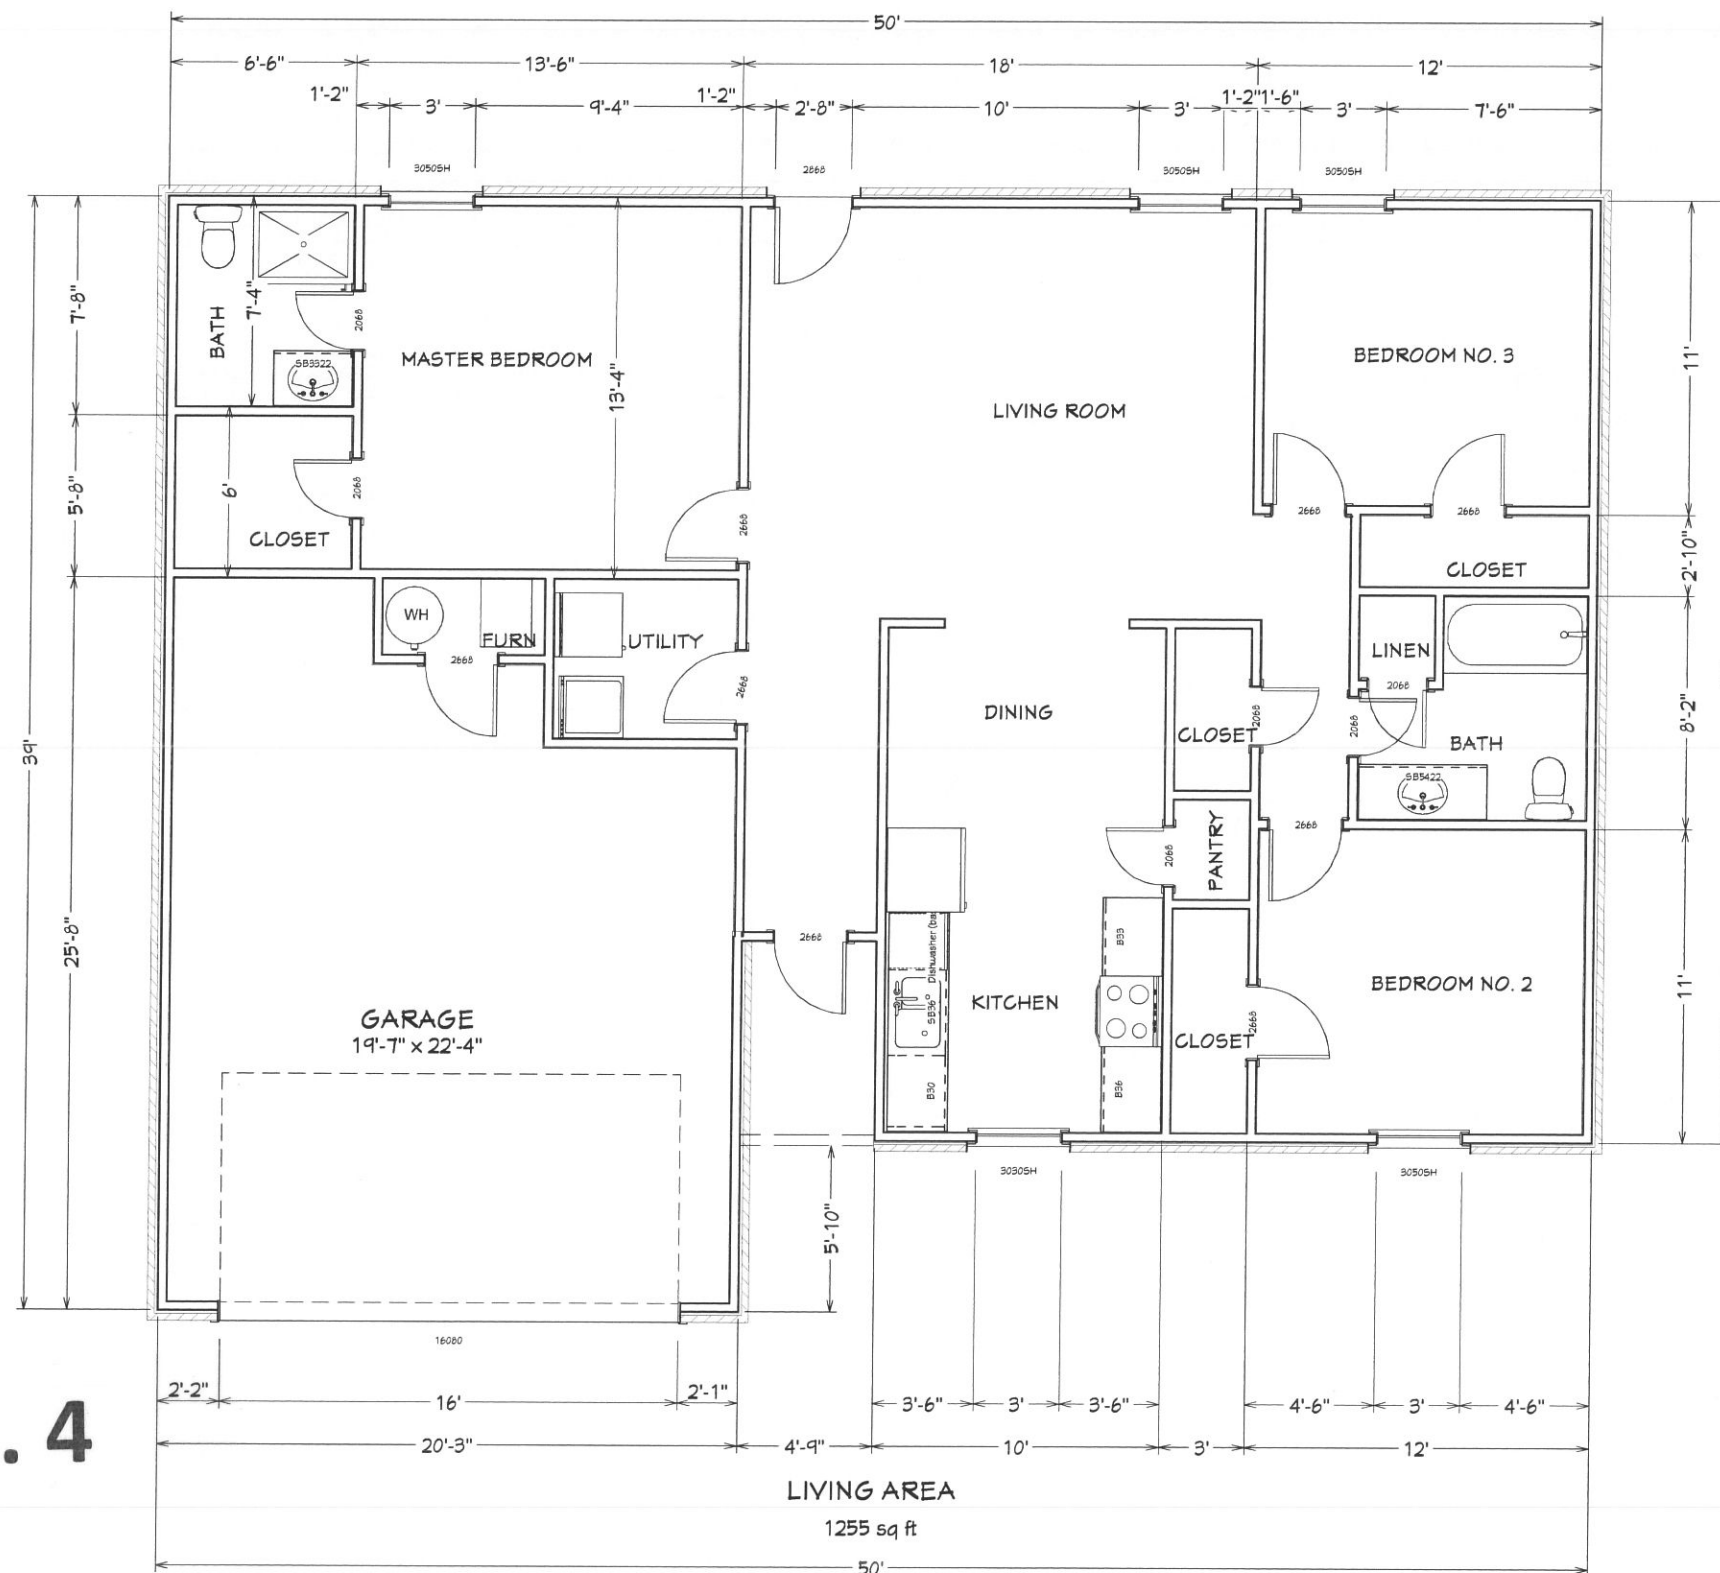 50'
6'-6" 13'-6" 18' 12'
1'-2" 3' 9'-4" 1'-2" 2'-8" 10' 3' 1'-2" 1'-6" 3' 7'-6"
3050SH 2868 3050SH 3050SH
39'
7'-8"
5'-8"
25'-8"
BATH
7'-4"
2068
SB3322
MASTER BEDROOM
13'-4"
LIVING ROOM
BEDROOM NO. 3
11'
6'
2068
CLOSET
2668
2668
2668
CLOSET
2'-10"
WH
FURN
2668
UTILITY
2668
DINING
CLOSET
2068
LINEN
2068
2068
BATH
SB5422
8'-2"
2068
PANTRY
2668
2668
Dishwasher (ba
SB36
B30
KITCHEN
B33
B36
CLOSET
2668
BEDROOM NO. 2
11'
GARAGE
19'-7" x 22'-4"
5'-10"
3030SH 3050SH
16080
2'-2" 16' 2'-1" 3'-6" 3' 3'-6" 4'-6" 3' 4'-6"
20'-3" 4'-9" 10' 3' 12'
. 4
LIVING AREA
1255 sq ft
50'